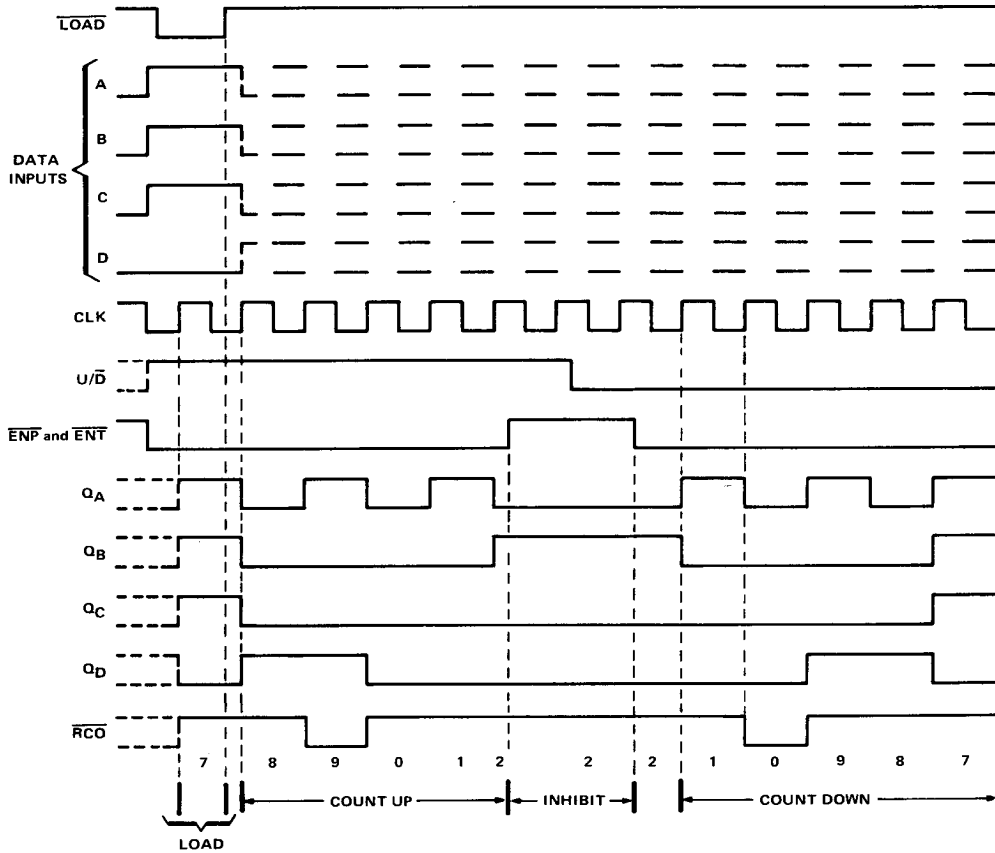 LOAD
A
B
DATA
INPUTS
C
D
CLK
U/D
ENP and ENT
QA
QB
QC
QD
RCO
7 8 9 0 1 2 2 2 1 0 9 8 7
COUNT UP INHIBIT COUNT DOWN
LOAD